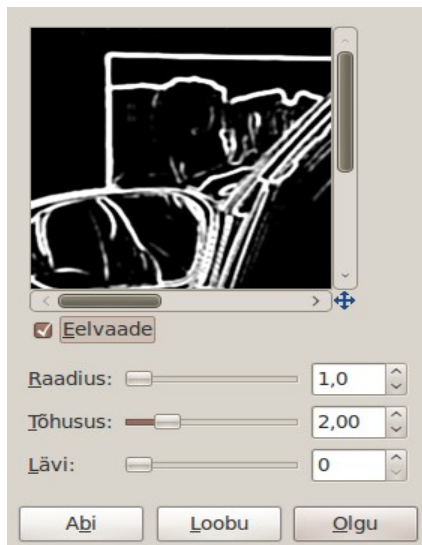 Eelvaade
Raadius: 1,0
Tõhusus: 2,00
Lävi: 0
Abi Loobu Olgu